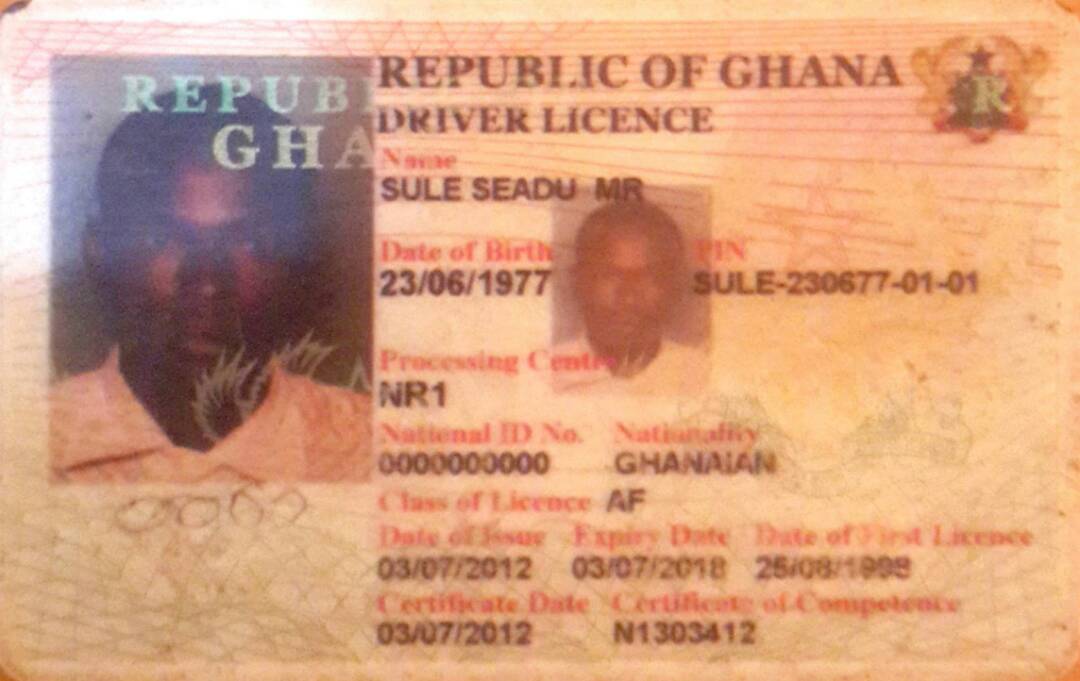 REPUBLIC OF GHANA
DRIVER LICENCE
REPUB
GHA
Name
SULE SEADU MR
Date of Birth PIN
23/06/1977 SULE-230677-01-01
Processing Centre
NR1
National ID No. Nationality
0000000000 GHANAIAN
Class of Licence AF
Date of Issue Expiry Date Date of First Licence
03/07/2012 03/07/2018
Certificate Date Certificate of Competence
03/07/2012 N1303412
R